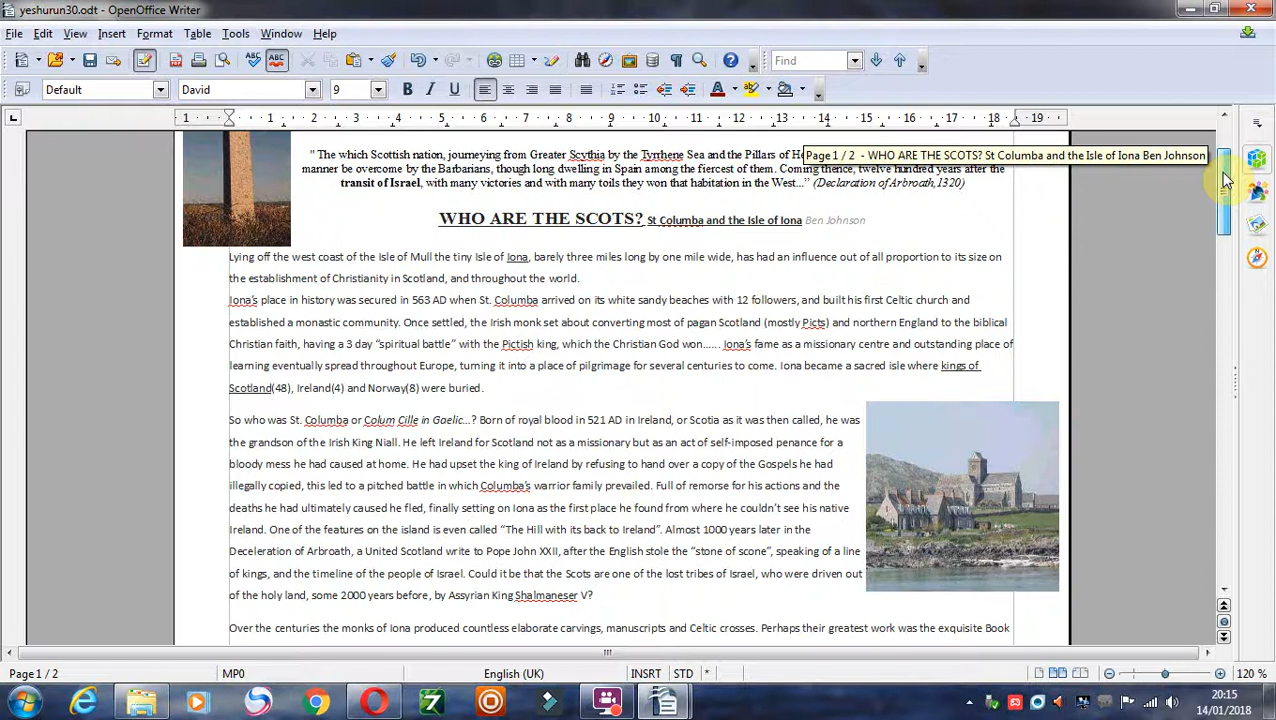 yeshurun30.odt - OpenOffice Writer
File Edit View Insert Format Table Tools Window Help
Find
Default David 9
1 1 2 3 4 5 6 7 8 9 10 11 12 13 14 15 16 17 18 19
" The which Scottish nation, journeying from Greater Scythia by the Tyrrhene Sea and the Pillars of He
Page 1 / 2 - WHO ARE THE SCOTS? St Columba and the Isle of Iona Ben Johnson
manner be overcome by the Barbarians, though long dwelling in Spain among the fiercest of them. Coming thence, twelve hundred years after the
transit of Israel, with many victories and with many toils they won that habitation in the West..." (Declaration of Arbroath,1320)
WHO ARE THE SCOTS? St Columba and the Isle of Iona Ben Johnson
Lying off the west coast of the Isle of Mull the tiny Isle of Iona, barely three miles long by one mile wide, has had an influence out of all proportion to its size on
the establishment of Christianity in Scotland, and throughout the world.
Iona's place in history was secured in 563 AD when St. Columba arrived on its white sandy beaches with 12 followers, and built his first Celtic church and
established a monastic community. Once settled, the Irish monk set about converting most of pagan Scotland (mostly Picts) and northern England to the biblical
Christian faith, having a 3 day "spiritual battle" with the Pictish king, which the Christian God won...... Iona's fame as a missionary centre and outstanding place of
learning eventually spread throughout Europe, turning it into a place of pilgrimage for several centuries to come. Iona became a sacred isle where kings of
Scotland(48), Ireland(4) and Norway(8) were buried.
So who was St. Columba or Colum Cille in Gaelic...? Born of royal blood in 521 AD in Ireland, or Scotia as it was then called, he was
the grandson of the Irish King Niall. He left Ireland for Scotland not as a missionary but as an act of self-imposed penance for a
bloody mess he had caused at home. He had upset the king of Ireland by refusing to hand over a copy of the Gospels he had
illegally copied, this led to a pitched battle in which Columba's warrior family prevailed. Full of remorse for his actions and the
deaths he had ultimately caused he fled, finally setting on Iona as the first place he found from where he couldn't see his native
Ireland. One of the features on the island is even called "The Hill with its back to Ireland". Almost 1000 years later in the
Deceleration of Arbroath, a United Scotland write to Pope John XXII, after the English stole the "stone of scone", speaking of a line
of kings, and the timeline of the people of Israel. Could it be that the Scots are one of the lost tribes of Israel, who were driven out
of the holy land, some 2000 years before, by Assyrian King Shalmaneser V?
Over the centuries the monks of Iona produced countless elaborate carvings, manuscripts and Celtic crosses. Perhaps their greatest work was the exquisite Book
Page 1 / 2 MP0 English (UK) INSRT STD * 120 %
20:15
14/01/2018